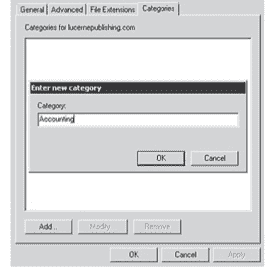 General Advanced File Extensions Categories
Categories for lucernepublishing.com
Enter new category
Category:
Accounting
OK Cancel
Add... Modify... Remove
OK Cancel Apply